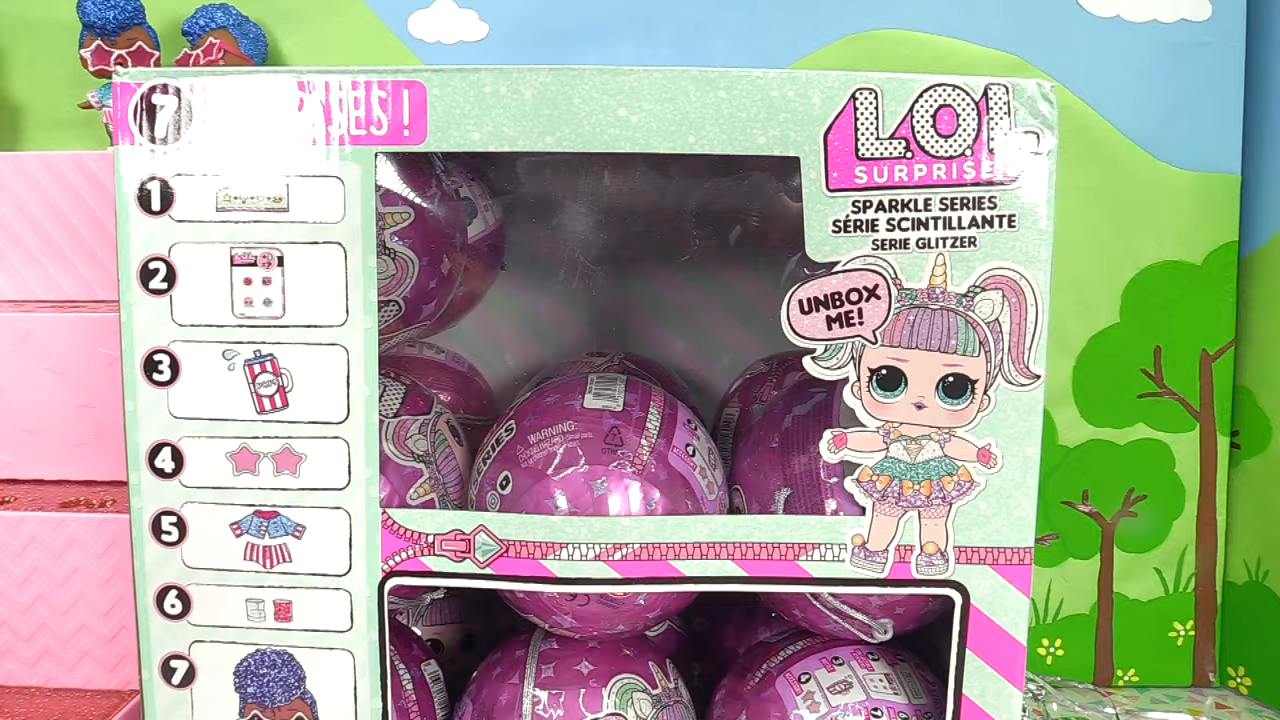 7
ES!
1
2
3
4
5
6
7
L.O.L.
SURPRISE
SPARKLE SERIES
SÉRIE SCINTILLANTE
SERIE GLITZER
UNBOX
ME!
WARNING: